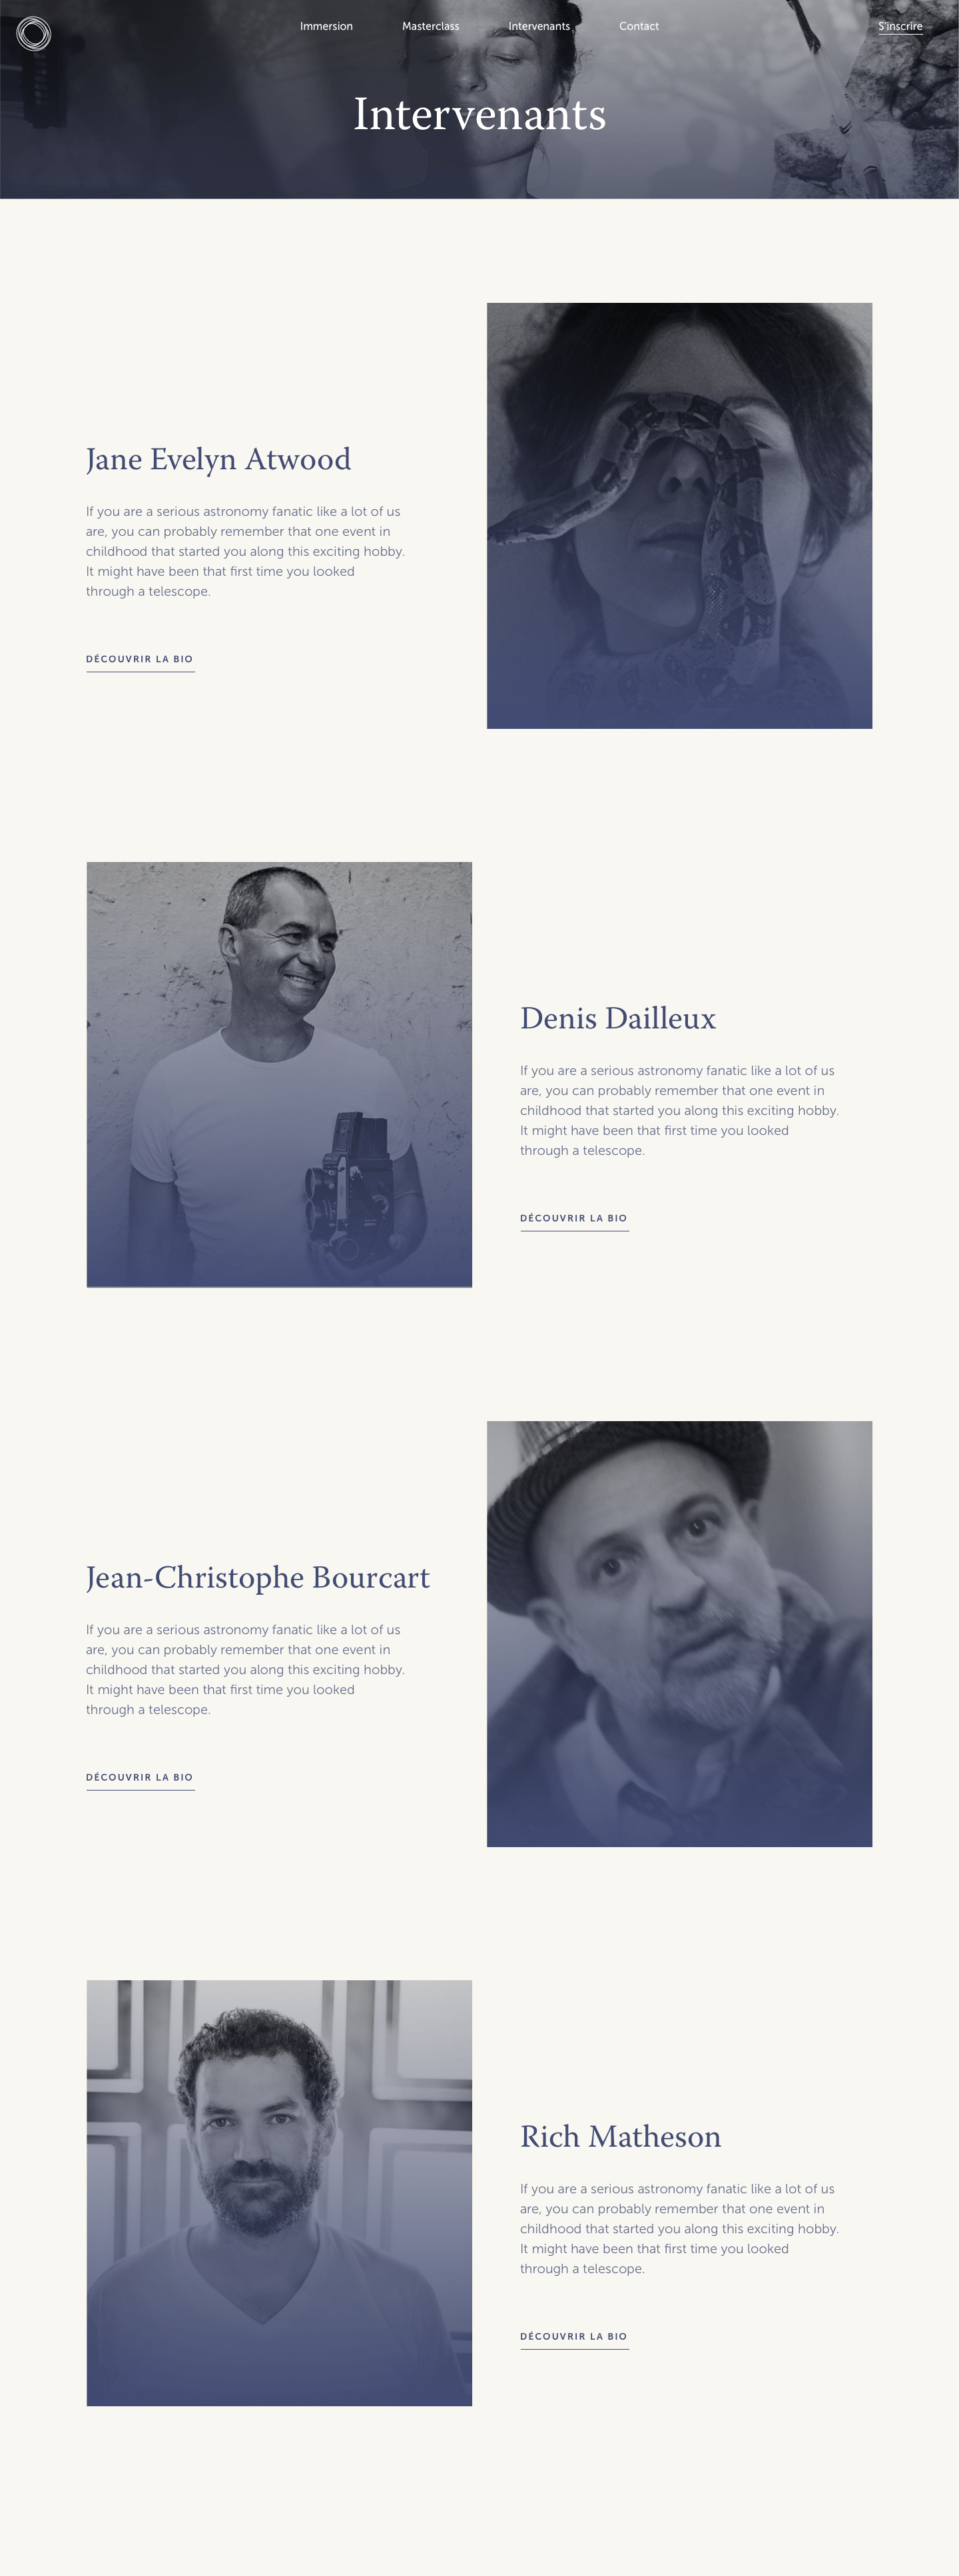 Immersion Masterclass Intervenants Contact S'inscrire
Intervenants
Jane Evelyn Atwood
If you are a serious astronomy fanatic like a lot of us
are, you can probably remember that one event in
childhood that started you along this exciting hobby.
It might have been that first time you looked
through a telescope.
DÉCOUVRIR LA BIO
Denis Dailleux
If you are a serious astronomy fanatic like a lot of us
are, you can probably remember that one event in
childhood that started you along this exciting hobby.
It might have been that first time you looked
through a telescope.
DÉCOUVRIR LA BIO
Jean-Christophe Bourcart
If you are a serious astronomy fanatic like a lot of us
are, you can probably remember that one event in
childhood that started you along this exciting hobby.
It might have been that first time you looked
through a telescope.
DÉCOUVRIR LA BIO
Rich Matheson
If you are a serious astronomy fanatic like a lot of us
are, you can probably remember that one event in
childhood that started you along this exciting hobby.
It might have been that first time you looked
through a telescope.
DÉCOUVRIR LA BIO